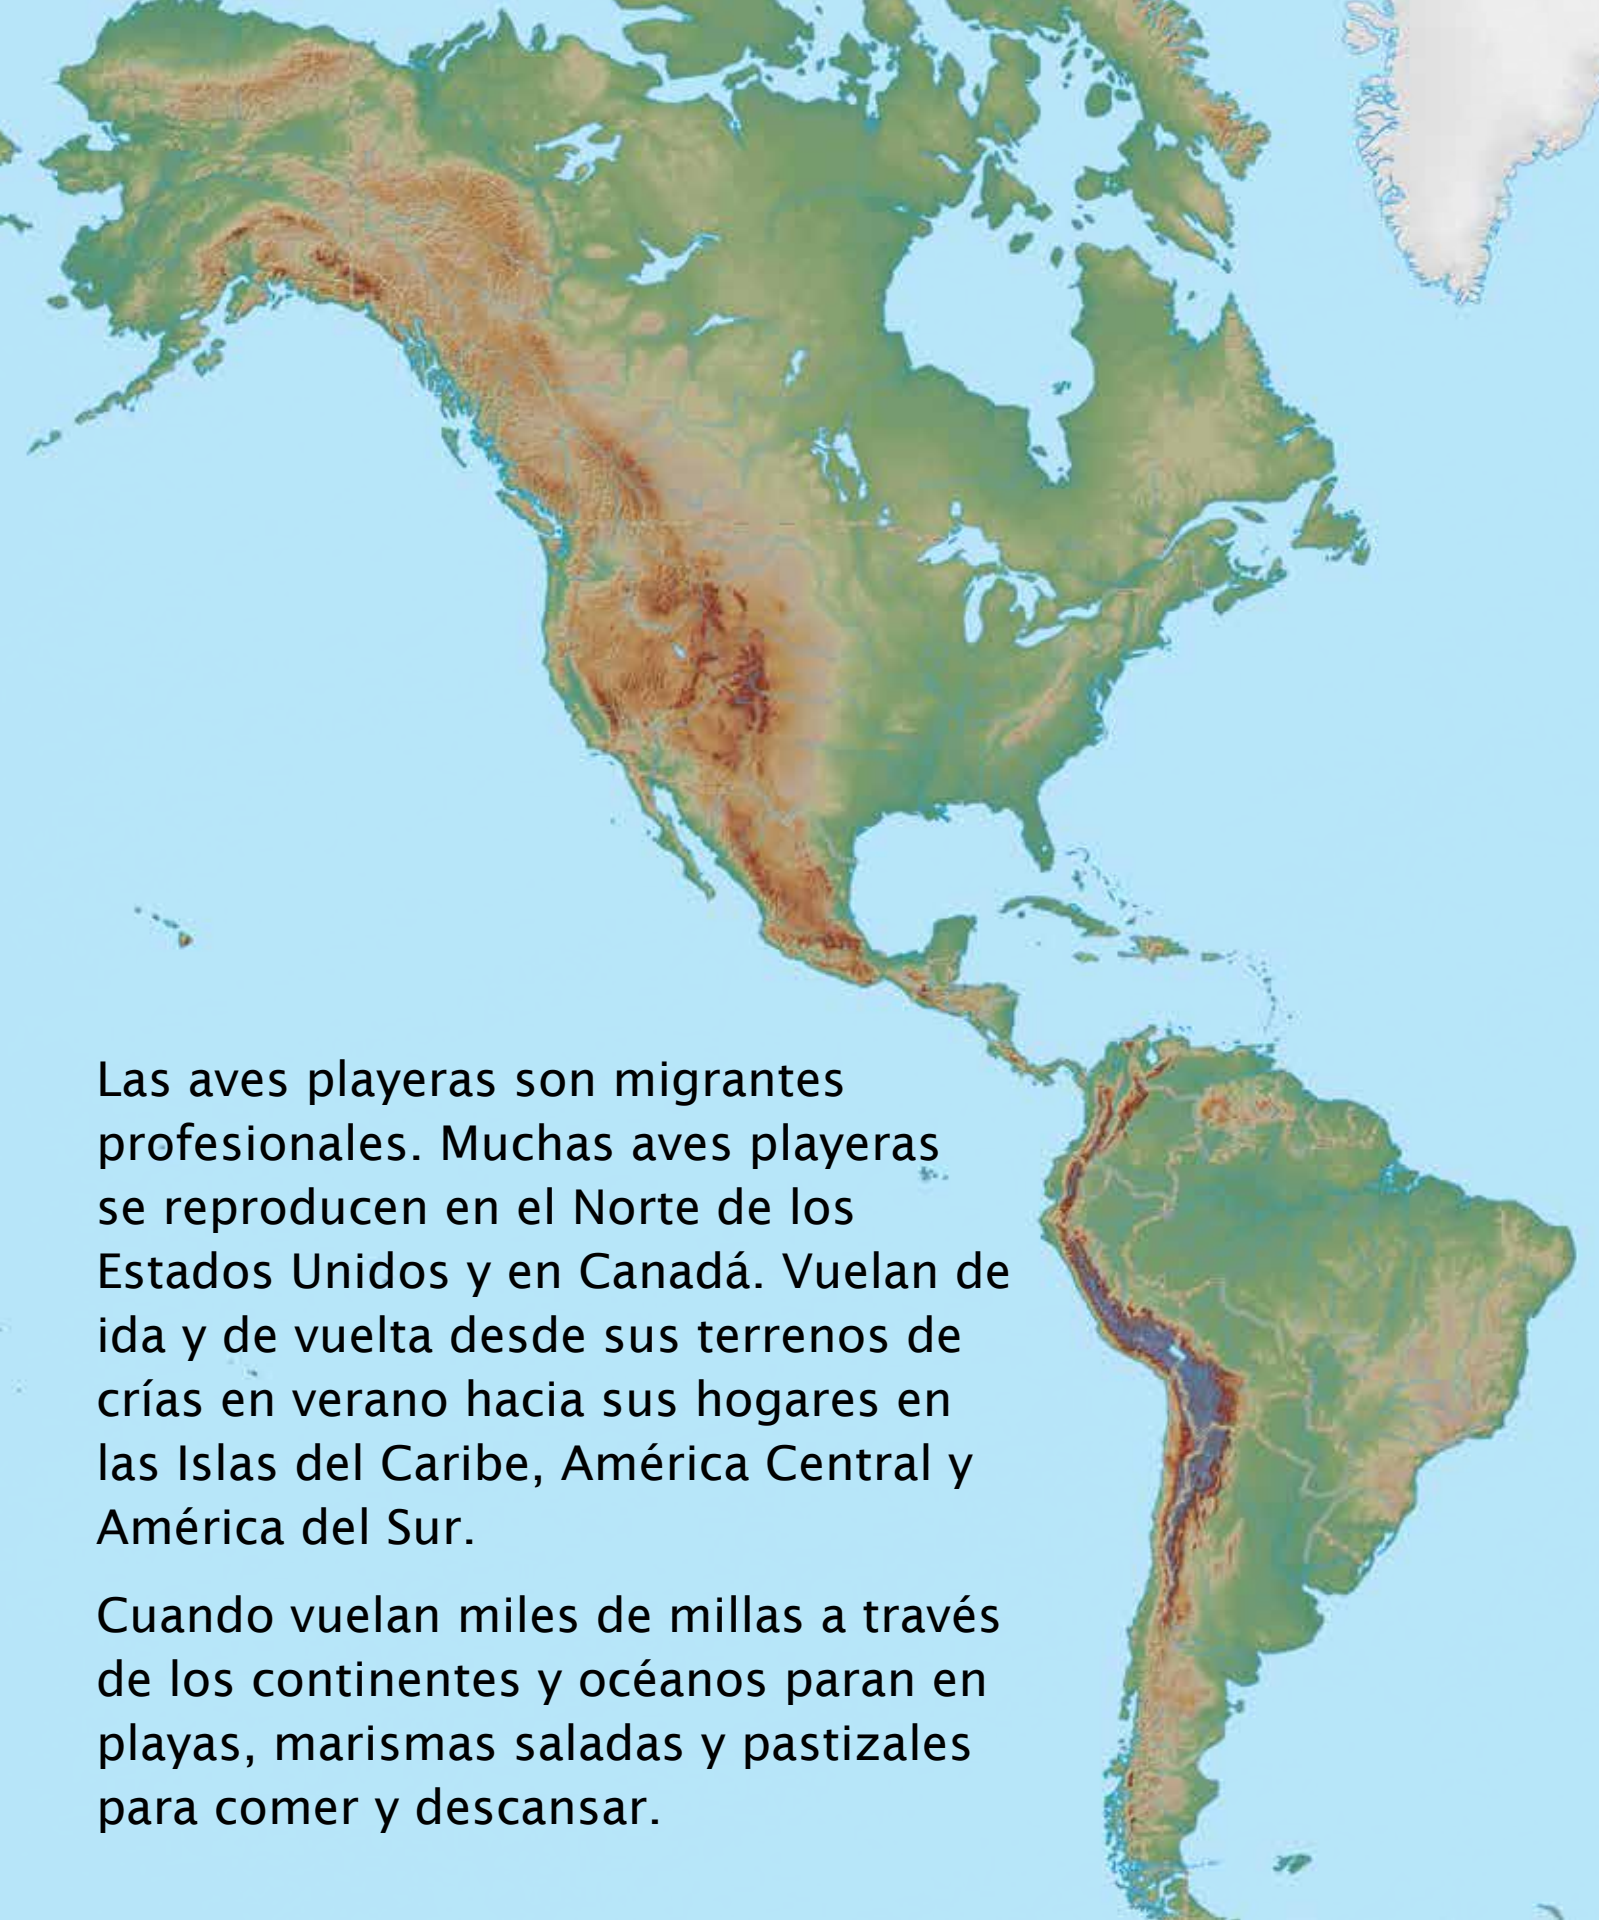 Las aves playeras son migrantes
profesionales. Muchas aves playeras
se reproducen en el Norte de los
Estados Unidos y en Canadá. Vuelan de
ida y de vuelta desde sus terrenos de
crías en verano hacia sus hogares en
las Islas del Caribe, América Central y
América del Sur.
Cuando vuelan miles de millas a través
de los continentes y océanos paran en
playas, marismas saladas y pastizales
para comer y descansar.